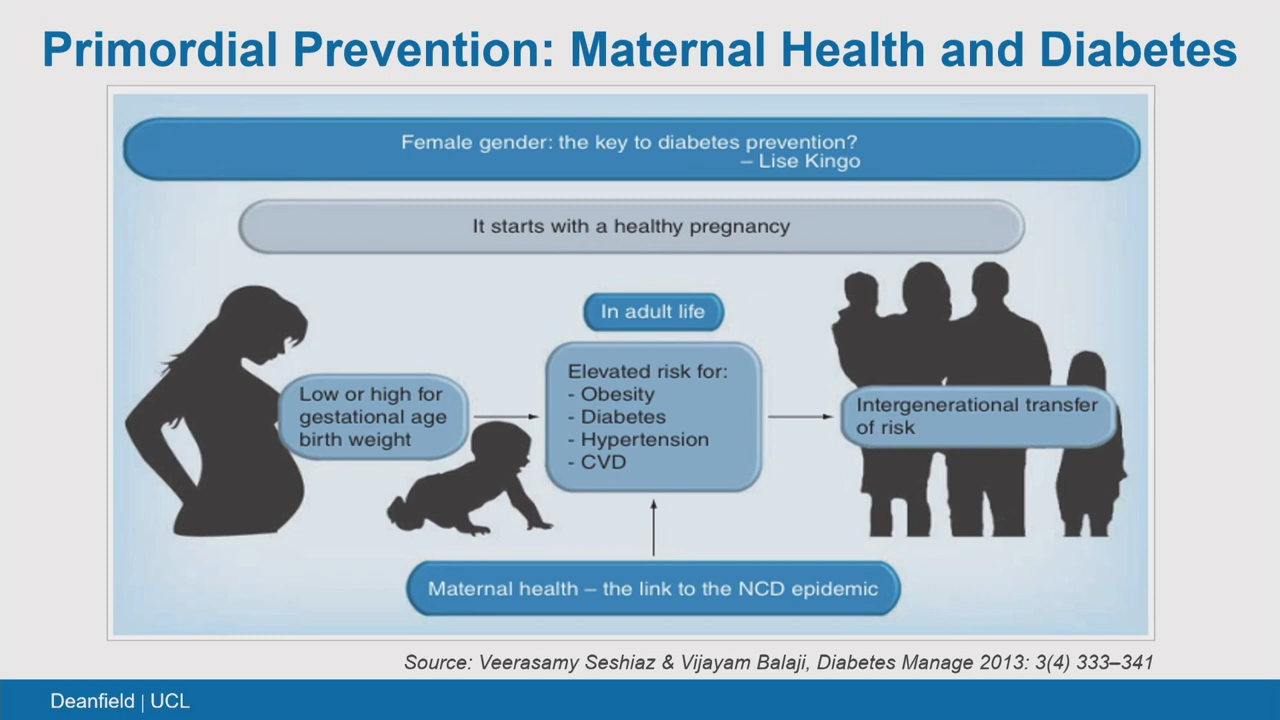 Primordial Prevention: Maternal Health and Diabetes
Female gender: the key to diabetes prevention?
– Lise Kingo
It starts with a healthy pregnancy
In adult life
Low or high for
gestational age
birth weight
Elevated risk for:
- Obesity
- Diabetes
- Hypertension
- CVD
Intergenerational transfer
of risk
Maternal health – the link to the NCD epidemic
Source: Veerasamy Seshiaz & Vijayam Balaji, Diabetes Manage 2013: 3(4) 333–341
Deanfield | UCL